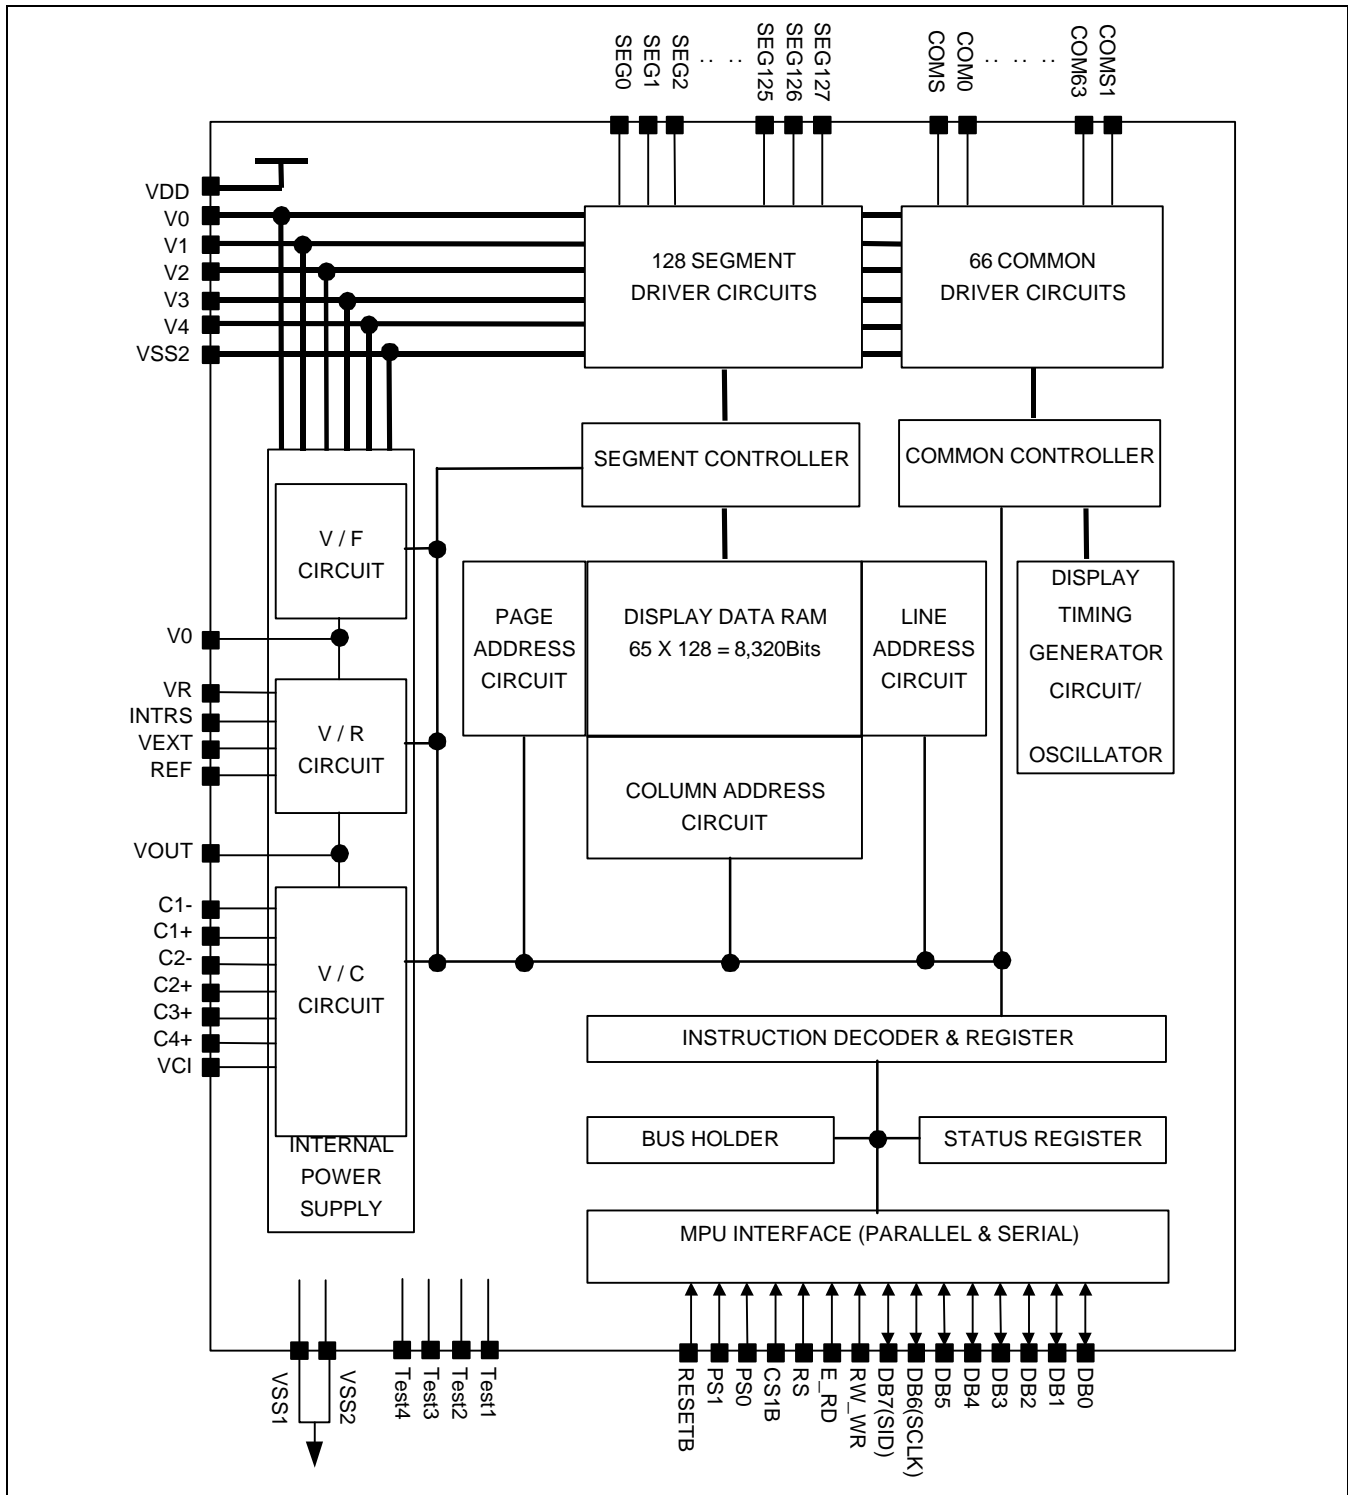 SEG0
SEG1
SEG2
.. ..
SEG125
SEG126
SEG127
COMS
COM0
.. .. ..
COM63
COMS1
VDD
V0
V1
V2
V3
V4
VSS2
128 SEGMENT
DRIVER CIRCUITS
66 COMMON
DRIVER CIRCUITS
SEGMENT CONTROLLER
COMMON CONTROLLER
V / F
CIRCUIT
PAGE
ADDRESS
CIRCUIT
DISPLAY DATA RAM
65 X 128 = 8,320Bits
LINE
ADDRESS
CIRCUIT
DISPLAY
TIMING
GENERATOR
CIRCUIT/
OSCILLATOR
V0
VR
INTRS
VEXT
REF
V / R
CIRCUIT
COLUMN ADDRESS
CIRCUIT
VOUT
C1-
C1+
C2-
C2+
C3+
C4+
VCI
V / C
CIRCUIT
INTERNAL
POWER
SUPPLY
INSTRUCTION DECODER & REGISTER
BUS HOLDER
STATUS REGISTER
MPU INTERFACE (PARALLEL & SERIAL)
VSS1
VSS2
Test4
Test3
Test2
Test1
RESETB
PS1
PS0
CS1B
RS
E_RD
RW_WR
DB7(SID)
DB6(SCLK)
DB5
DB4
DB3
DB2
DB1
DB0